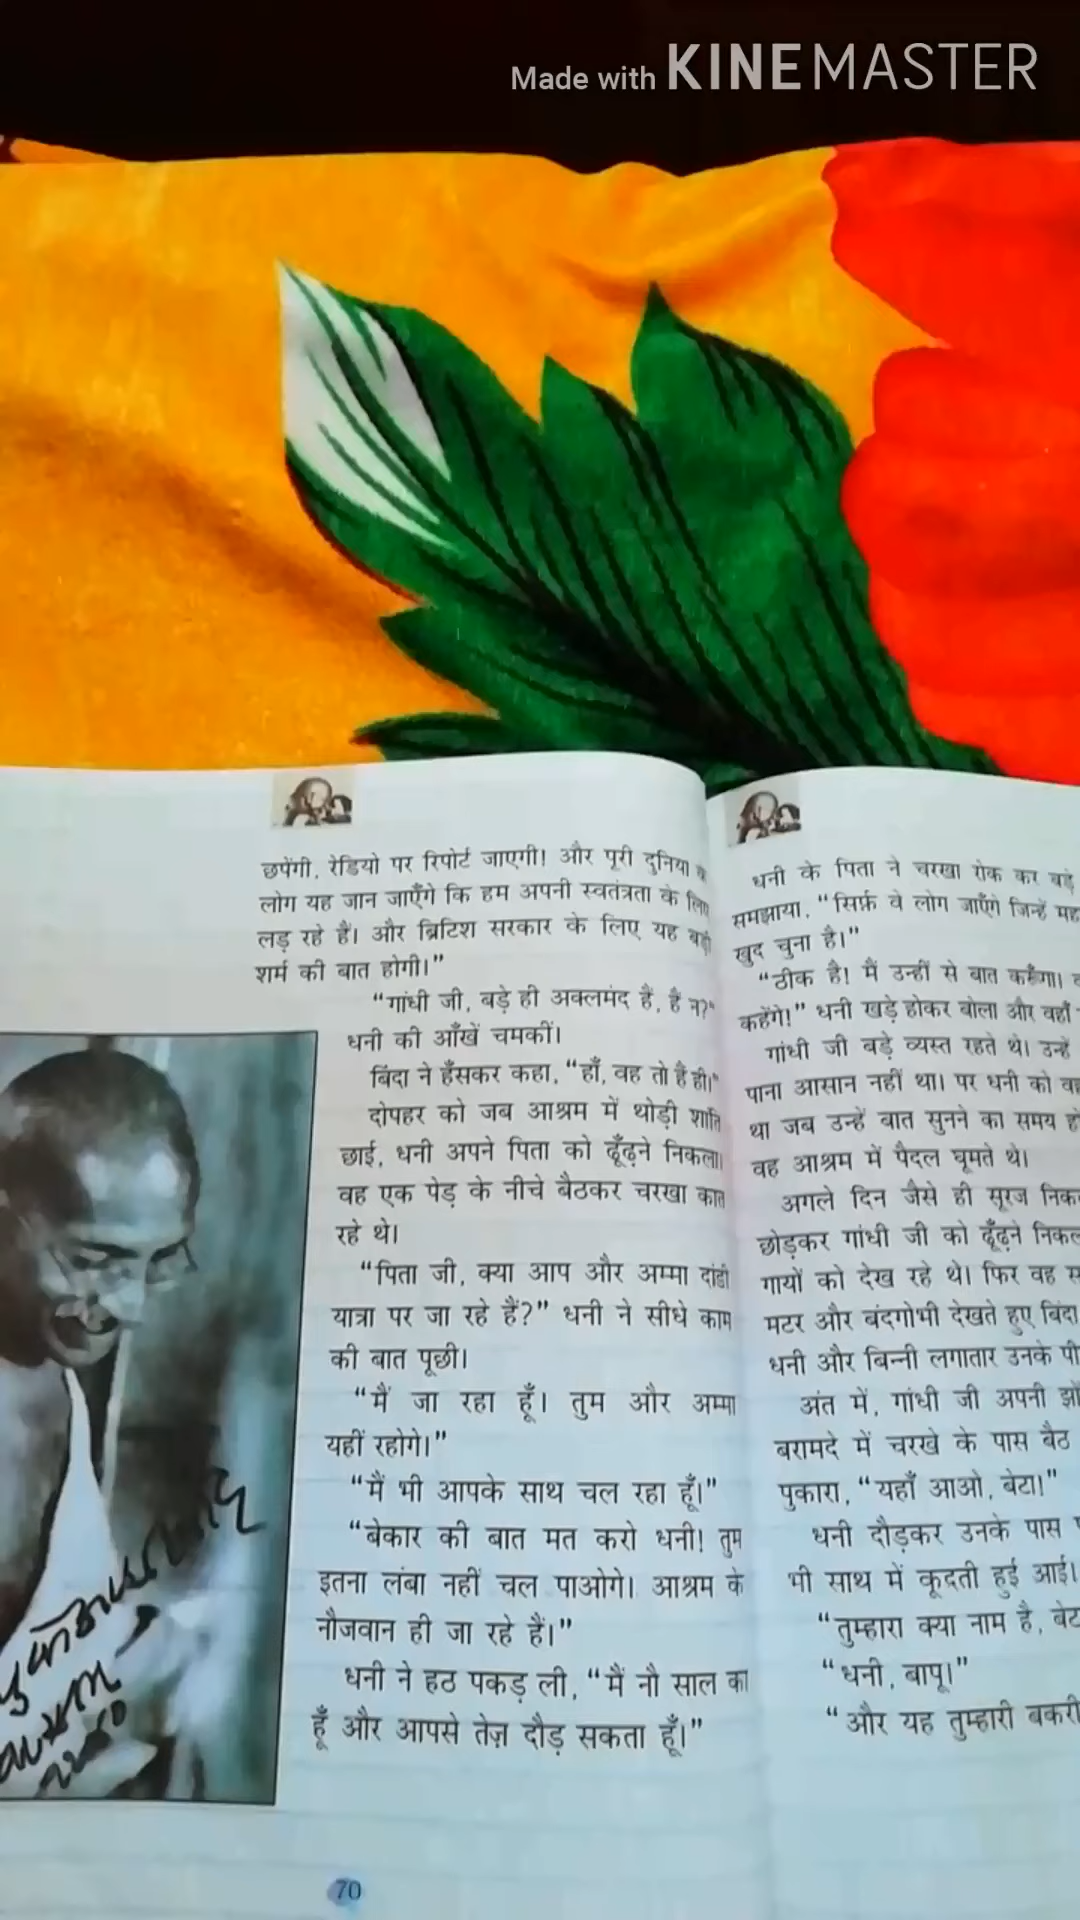 Made with KINEMASTER
छपेंगी, रेडियो पर रिपोर्ट जाएगी! और पूरी दुनिया
लोग यह जान जाएँगे कि हम अपनी स्वतंत्रता के लिए
लड़ रहे हैं। और ब्रिटिश सरकार के लिए यह बड़ी
शर्म की बात होगी।”
“गांधी जी, बड़े ही अक्लमंद हैं, हैं न?”
धनी की आँखें चमकीं।
बिंदा ने हँसकर कहा, “हाँ, वह तो हैं ही।”
दोपहर को जब आश्रम में थोड़ी शांति
छाई, धनी अपने पिता को ढूँढ़ने निकला।
वह एक पेड़ के नीचे बैठकर चरखा कात
रहे थे।
“पिता जी, क्या आप और अम्मा दांडी
यात्रा पर जा रहे हैं?” धनी ने सीधे काम
की बात पूछी।
“मैं जा रहा हूँ। तुम और अम्मा
यहीं रहोगे।”
“मैं भी आपके साथ चल रहा हूँ।”
“बेकार की बात मत करो धनी! तुम
इतना लंबा नहीं चल पाओगे। आश्रम के
नौजवान ही जा रहे हैं।”
धनी ने हठ पकड़ ली, “मैं नौ साल का
हूँ और आपसे तेज़ दौड़ सकता हूँ।”
70
धनी के पिता ने चरखा रोक कर बड़े
समझाया, “सिर्फ़ वे लोग जाएँगे जिन्हें
खुद चुना है।”
“ठीक है! मैं उन्हीं से बात करूँगा।
कहेंगे!” धनी खड़े होकर बोला और वहाँ
गांधी जी बड़े व्यस्त रहते थे। उन्हें
पाना आसान नहीं था। पर धनी को
था जब उन्हें बात सुनने का समय
वह आश्रम में पैदल घूमते थे।
अगले दिन जैसे ही सूरज
छोड़कर गांधी जी को ढूँढ़ने
गायों को देख रहे थे। फिर वह
मटर और बंदगोभी देखते हुए बिंदा
धनी और बिन्नी लगातार उनके
अंत में, गांधी जी अपनी
बरामदे में चरखे के पास बैठ
पुकारा, “यहाँ आओ, बेटा!”
धनी दौड़कर उनके पास
भी साथ में कूदती हुई आई।
“तुम्हारा क्या नाम है,
“धनी, बापू।”
“और यह तुम्हारी बकरी